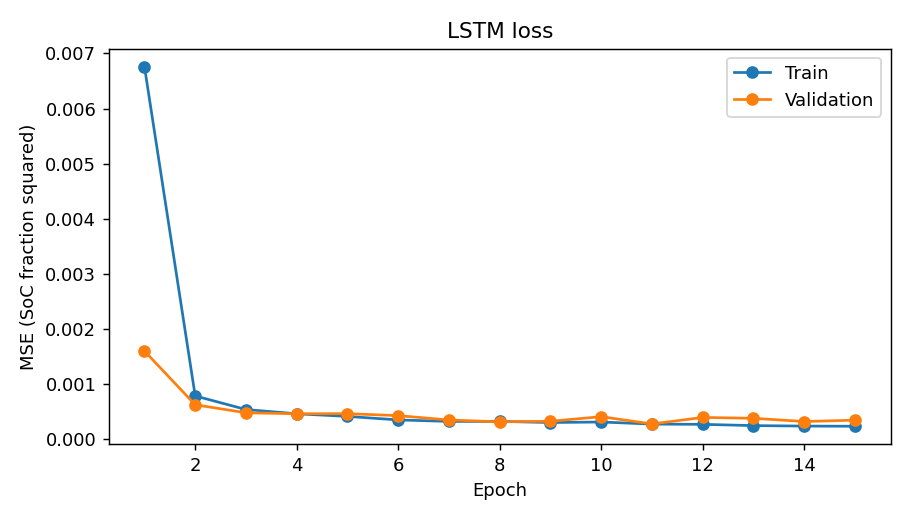 LSTM loss
MSE (SoC fraction squared)
0.007
0.006
0.005
0.004
0.003
0.002
0.001
0.000
Train
Validation
2 4 6 8 10 12 14
Epoch